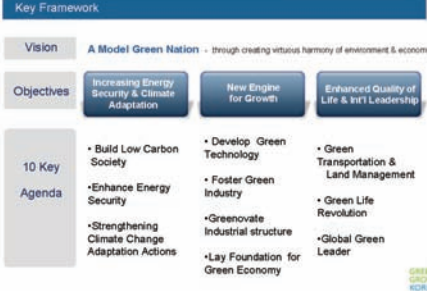 Key Framework
Vision
A Model Green Nation - through creating virtuous harmony of environment & econom
Objectives
Increasing Energy
Security & Climate
Adaptation
New Engine
for Growth
Enhanced Quality of
Life & Int'l Leadership
10 Key
Agenda
• Build Low Carbon
Society
•Enhance Energy
Security
•Strengthening
Climate Change
Adaptation Actions
• Develop Green
Technology
• Foster Green
Industry
•Greenovate
Industrial structure
•Lay Foundation for
Green Economy
• Green
Transportation &
Land Management
• Green Life
Revolution
•Global Green
Leader
GREE
GRO
KOR